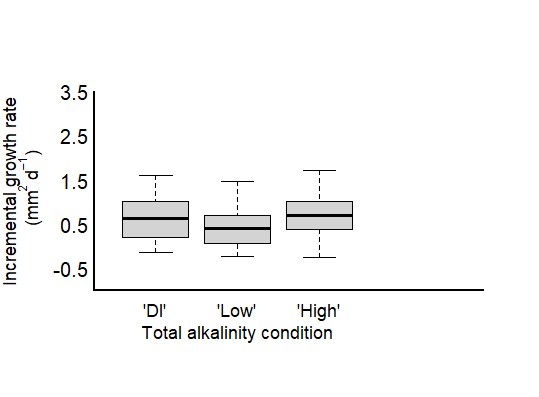 Incremental growth rate
(mm² d⁻¹)
3.5
2.5
1.5
0.5
-0.5
'DI' 'Low' 'High'
Total alkalinity condition